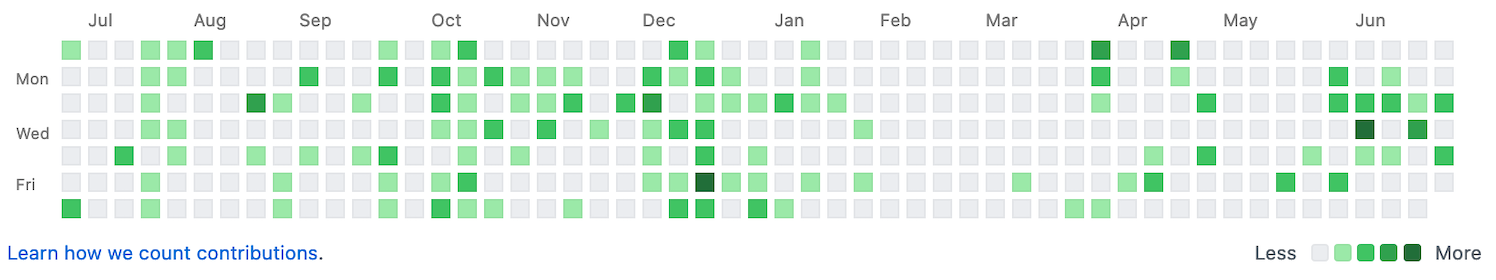 Jul Aug Sep Oct Nov Dec Jan Feb Mar Apr May Jun
Mon
Wed
Fri
Learn how we count contributions. Less More